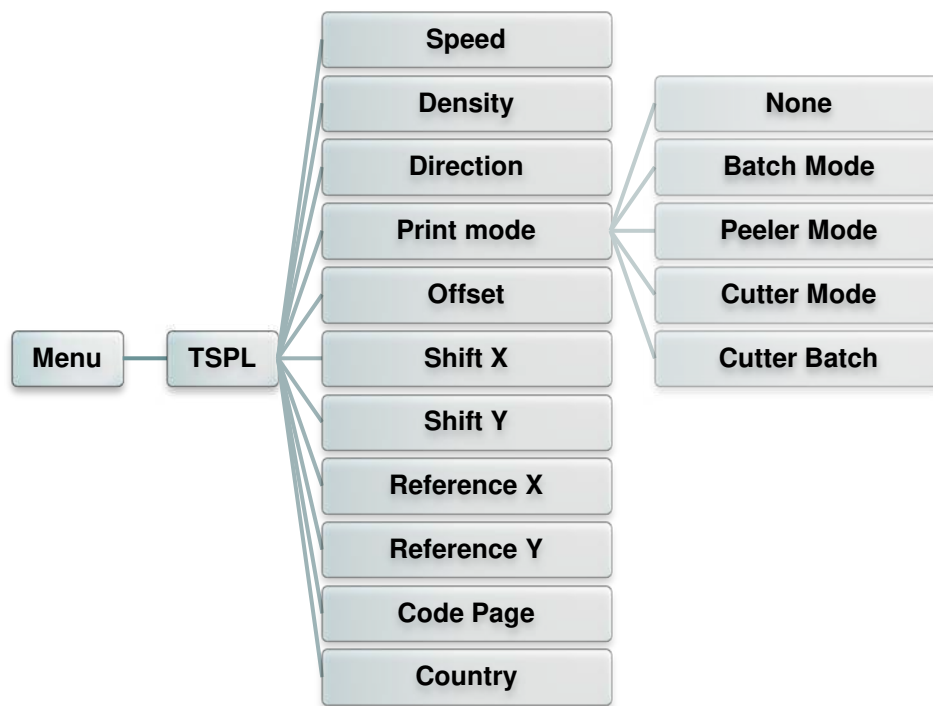 Menu
TSPL
Speed
Density
Direction
Print mode
Offset
Shift X
Shift Y
Reference X
Reference Y
Code Page
Country
None
Batch Mode
Peeler Mode
Cutter Mode
Cutter Batch